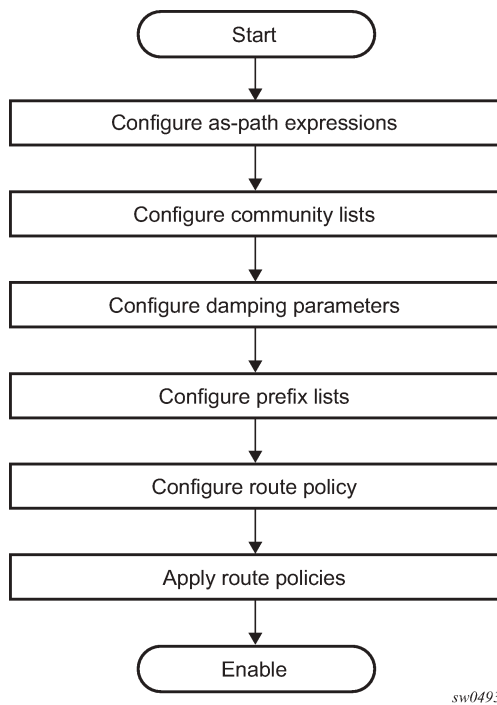 Start
Configure as-path expressions
Configure community lists
Configure damping parameters
Configure prefix lists
Configure route policy
Apply route policies
Enable
sw0493